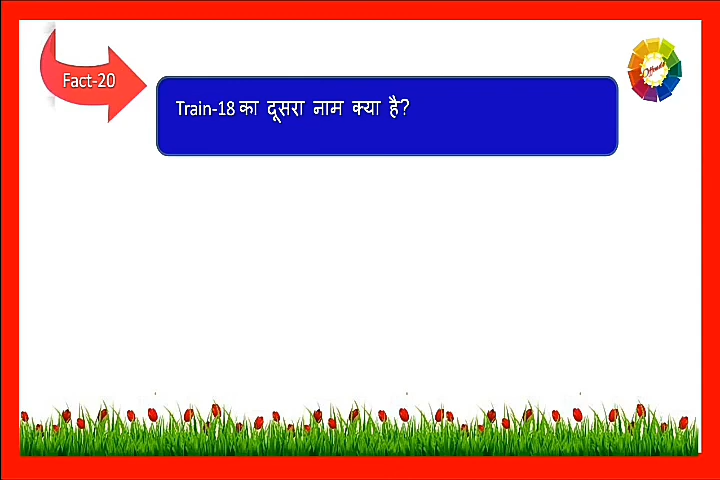 Fact-20
Train-18 का दूसरा नाम क्या है?